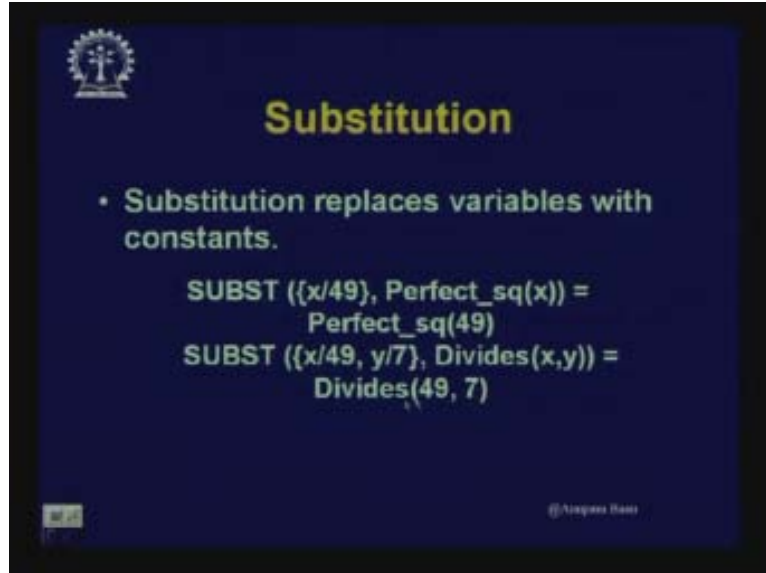 Substitution
• Substitution replaces variables with
constants.
SUBST ({x/49}, Perfect_sq(x)) =
Perfect_sq(49)
SUBST ({x/49, y/7}, Divides(x,y)) =
Divides(49, 7)